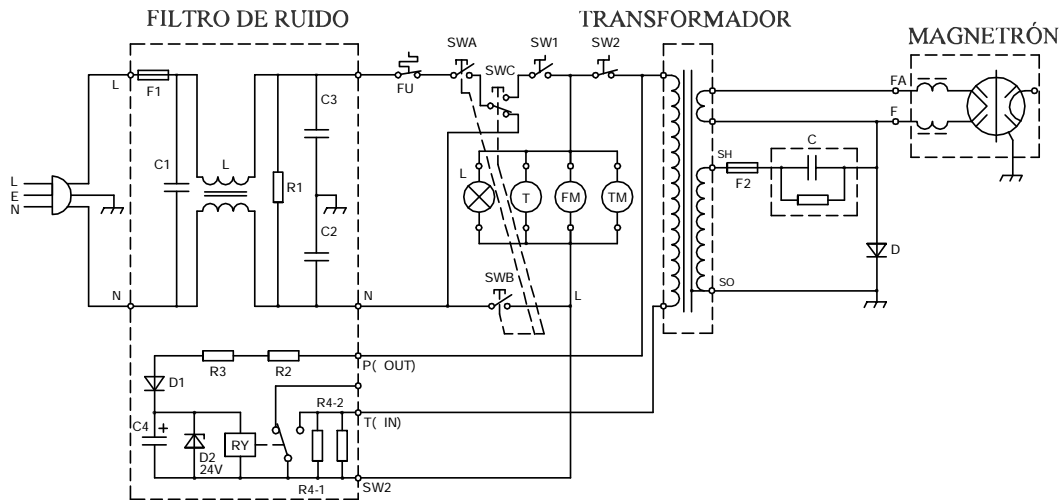 FILTRO DE RUIDO
TRANSFORMADOR
MAGNETRÓN
SWA
SWC
SW1
SW2
L
F1
FU
C3
FA
F
C1
L
R1
L
E
N
C2
L
T
FM
TM
SH
F2
C
D
SWB
N
N
L
SO
R3
R2
P( OUT)
D1
R4-2
T( IN)
C4
+
D2
24V
RY
R4-1
SW2